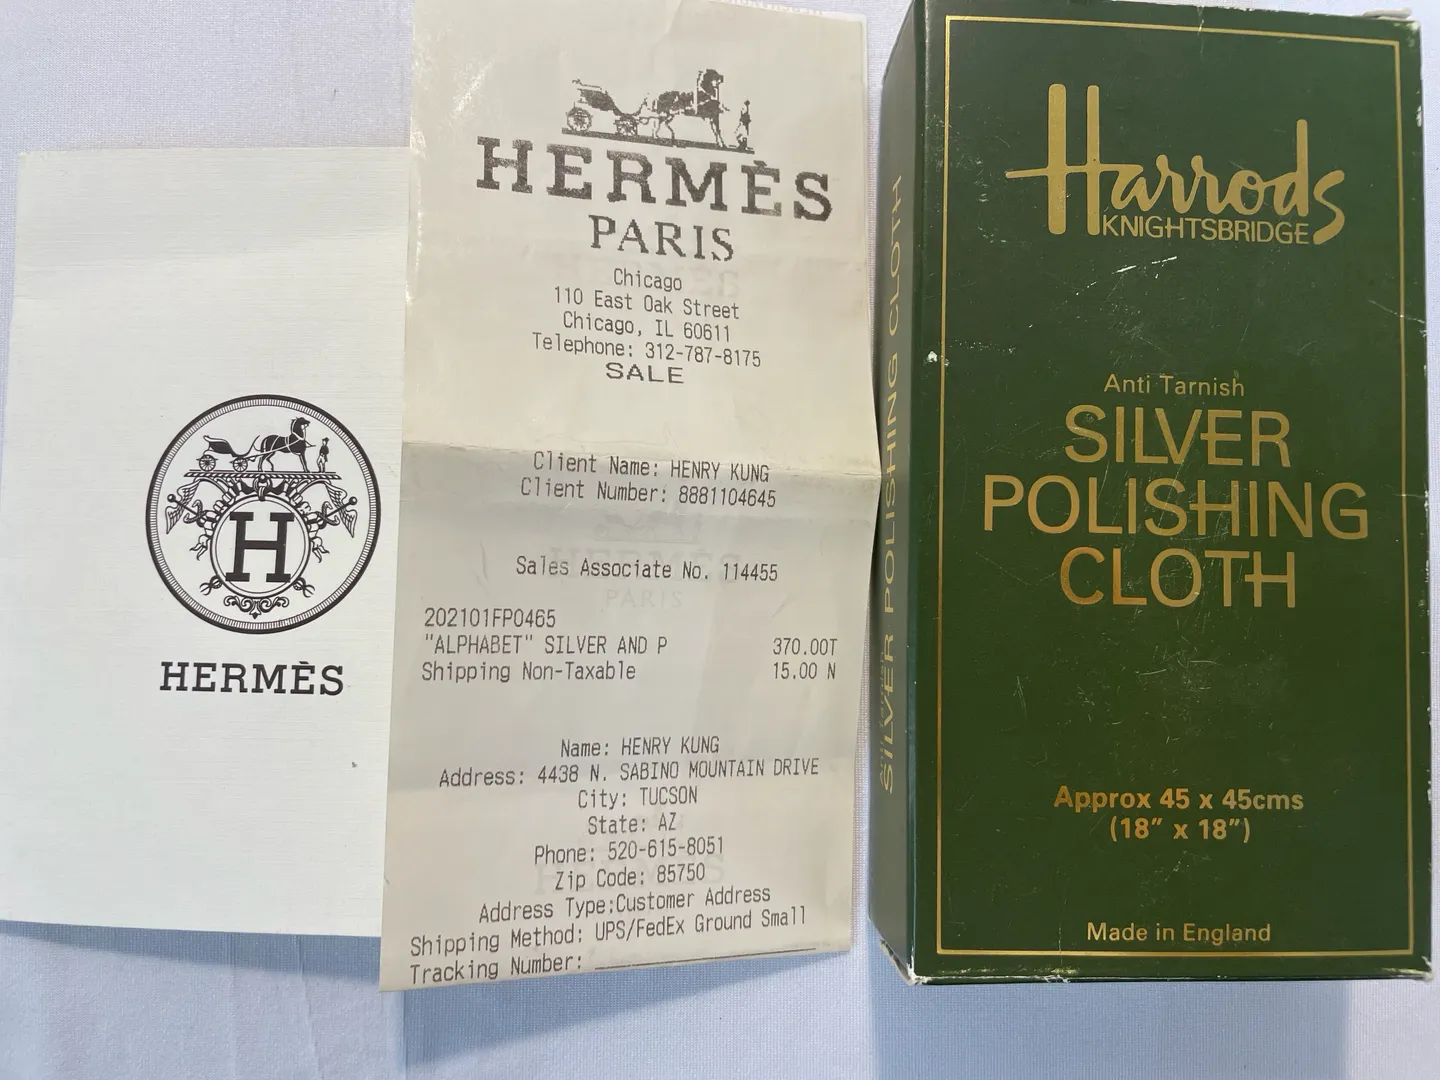 H
HERMÈS
HERMÈS
PARIS
Chicago
110 East Oak Street
Chicago, IL 60611
Telephone: 312-787-8175
SALE
Client Name: HENRY KUNG
Client Number: 8881104645
Sales Associate No. 114455
202101FP0465
"ALPHABET" SILVER AND P 370.00T
Shipping Non-Taxable 15.00 N
Name: HENRY KUNG
Address: 4438 N. SABINO MOUNTAIN DRIVE
City: TUCSON
State: AZ
Phone: 520-615-8051
Zip Code: 85750
Address Type:Customer Address
Shipping Method: UPS/FedEx Ground Small
Tracking Number:
SILVER POLISHING CLOTH
Harrods
KNIGHTSBRIDGE
Anti Tarnish
SILVER
POLISHING
CLOTH
Approx 45 x 45cms
(18" x 18")
Made in England